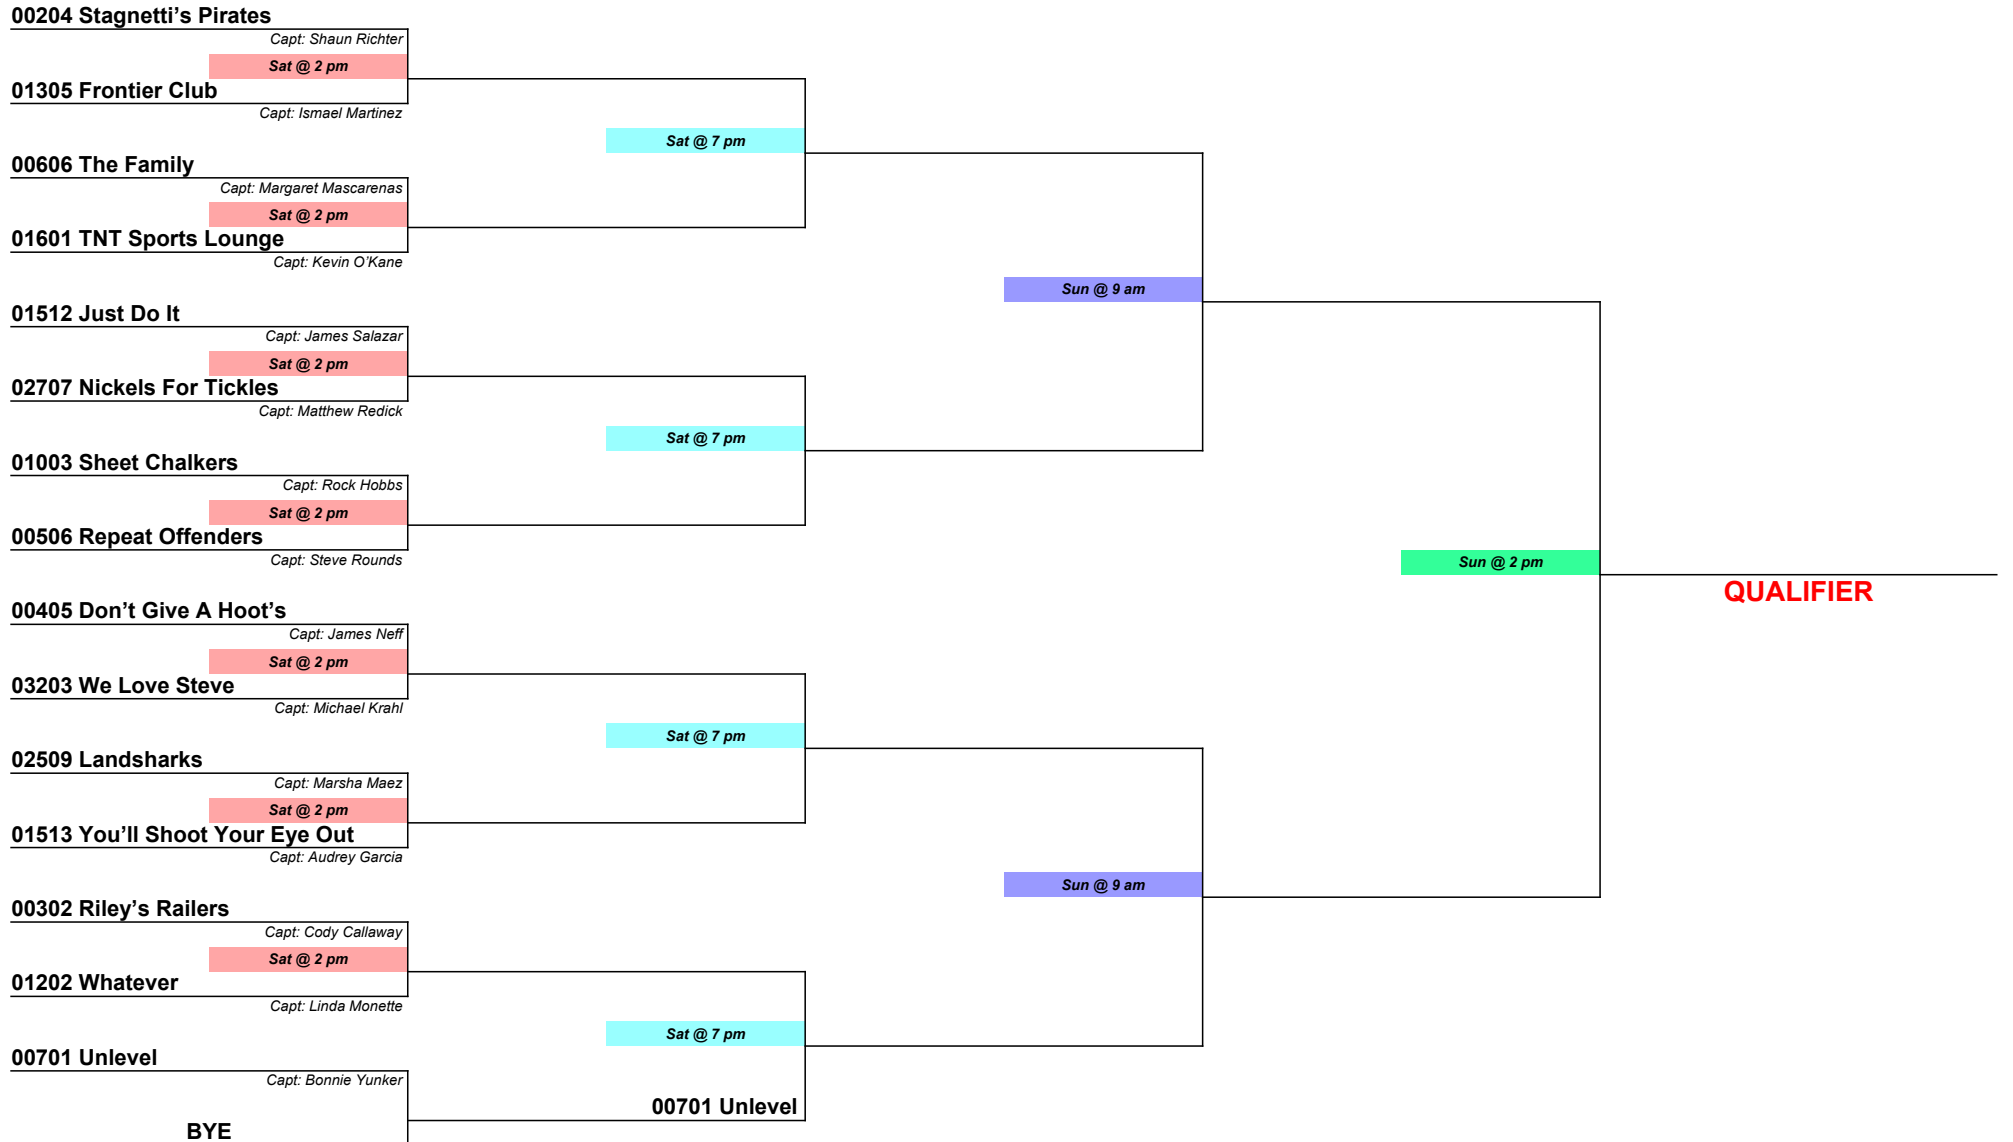 00204 Stagnetti’s Pirates
Capt: Shaun Richter
Sat @ 2 pm
01305 Frontier Club
Capt: Ismael Martinez
Sat @ 7 pm
00606 The Family
Capt: Margaret Mascarenas
Sat @ 2 pm
01601 TNT Sports Lounge
Capt: Kevin O’Kane
Sun @ 9 am
01512 Just Do It
Capt: James Salazar
Sat @ 2 pm
02707 Nickels For Tickles
Capt: Matthew Redick
Sat @ 7 pm
01003 Sheet Chalkers
Capt: Rock Hobbs
Sat @ 2 pm
00506 Repeat Offenders
Capt: Steve Rounds
Sun @ 2 pm
QUALIFIER
00405 Don’t Give A Hoot’s
Capt: James Neff
Sat @ 2 pm
03203 We Love Steve
Capt: Michael Krahl
Sat @ 7 pm
02509 Landsharks
Capt: Marsha Maez
Sat @ 2 pm
01513 You’ll Shoot Your Eye Out
Capt: Audrey Garcia
Sun @ 9 am
00302 Riley’s Railers
Capt: Cody Callaway
Sat @ 2 pm
01202 Whatever
Capt: Linda Monette
Sat @ 7 pm
00701 Unlevel
Capt: Bonnie Yunker
00701 Unlevel
BYE